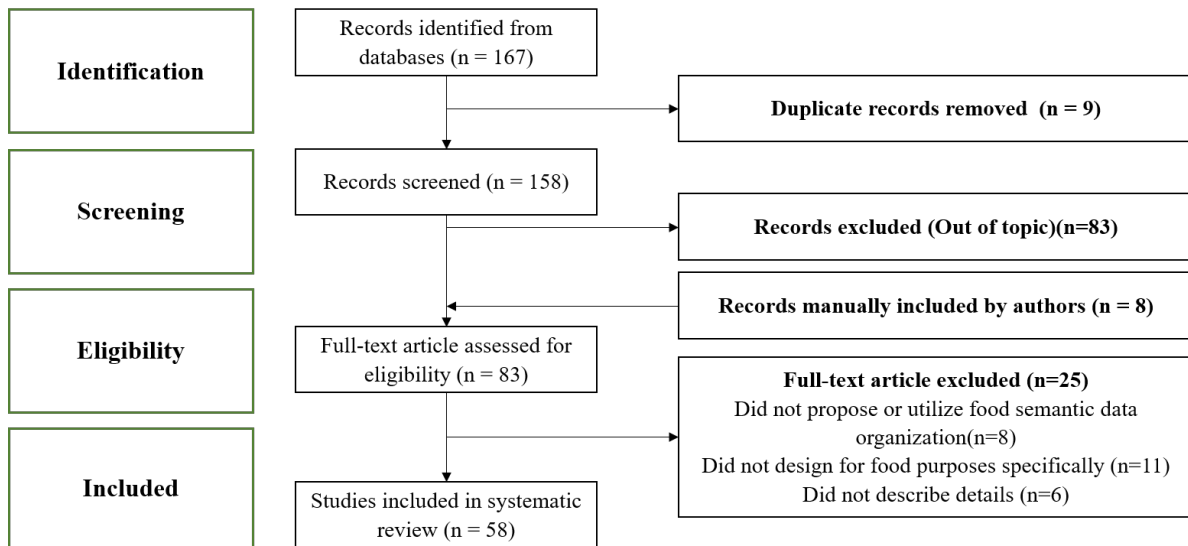 Identification
Records identified from
databases (n = 167)
Duplicate records removed  (n = 9)
Screening
Records screened (n = 158)
Records excluded (Out of topic)(n=83)
Records manually included by authors (n = 8)
Eligibility
Full-text article assessed for
eligibility (n = 83)
Full-text article excluded (n=25)
Did not propose or utilize food semantic data
organization(n=8)
Did not design for food purposes specifically (n=11)
Did not describe details (n=6)
Included
Studies included in systematic
review (n = 58)